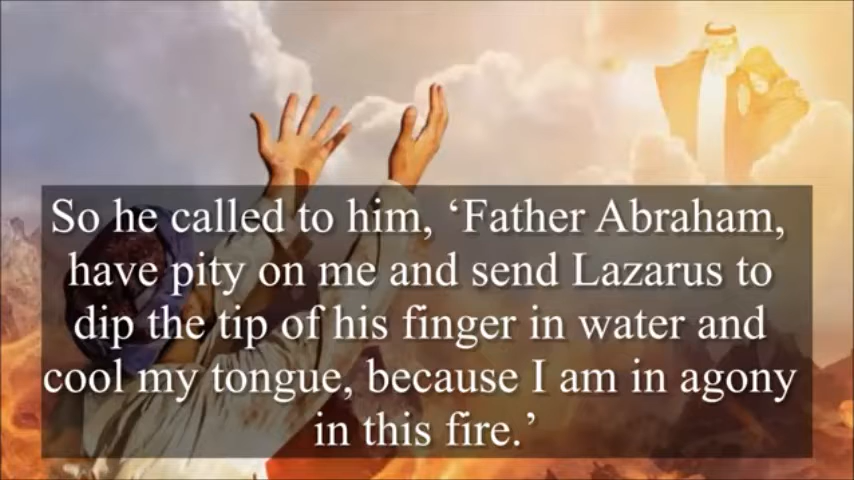 So he called to him, ‘Father Abraham,
have pity on me and send Lazarus to
dip the tip of his finger in water and
cool my tongue, because I am in agony
in this fire.’